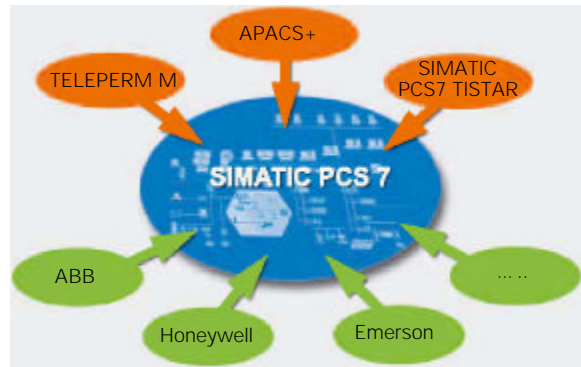 APACS+
TELEPERM M
SIMATIC
PCS7 TISTAR
SIMATIC PCS 7
ABB
.....
Honeywell
Emerson